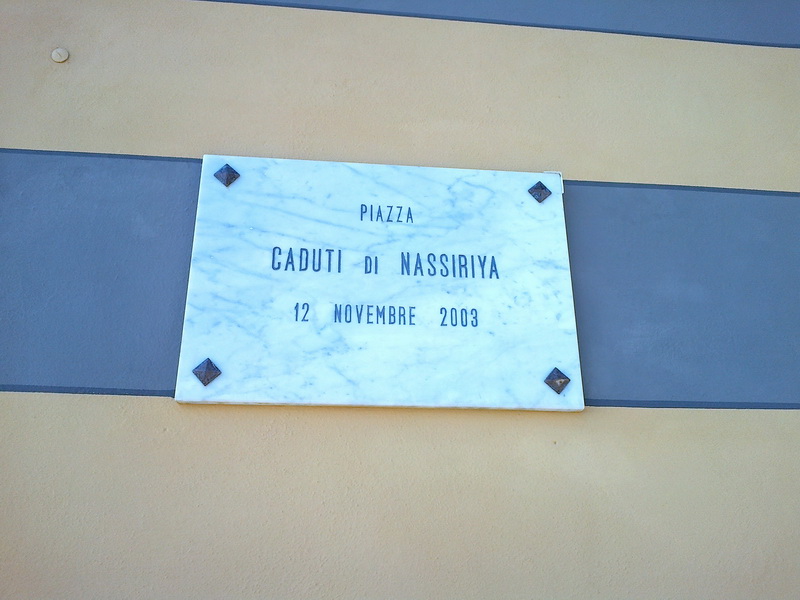 PIAZZA
CADUTI DI NASSIRIYA
12 NOVEMBRE 2003